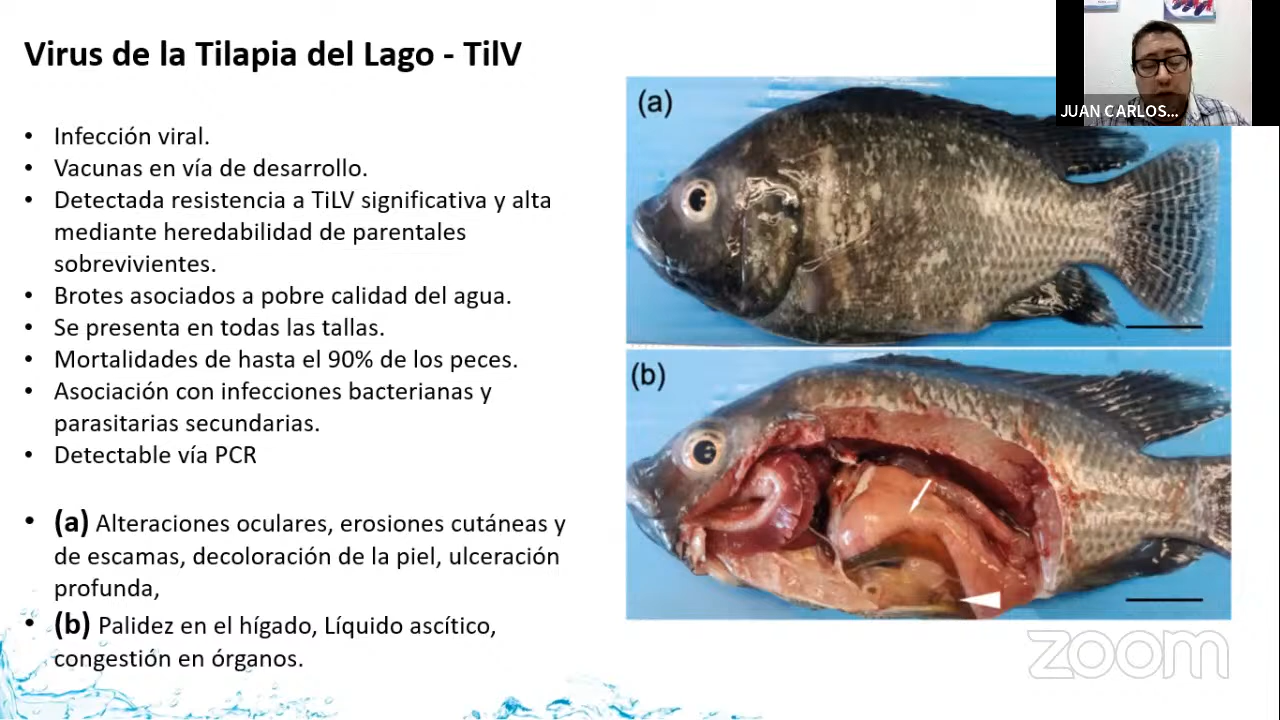 Virus de la Tilapia del Lago - TilV
• Infección viral.
• Vacunas en vía de desarrollo.
• Detectada resistencia a TiLV significativa y alta
mediante heredabilidad de parentales
sobrevivientes.
• Brotes asociados a pobre calidad del agua.
• Se presenta en todas las tallas.
• Mortalidades de hasta el 90% de los peces.
• Asociación con infecciones bacterianas y
parasitarias secundarias.
• Detectable vía PCR
• (a) Alteraciones oculares, erosiones cutáneas y
de escamas, decoloración de la piel, ulceración
profunda,
• (b) Palidez en el hígado, Líquido ascítico,
congestión en órganos.
(a)
(b)
JUAN CARLOS...
zoom